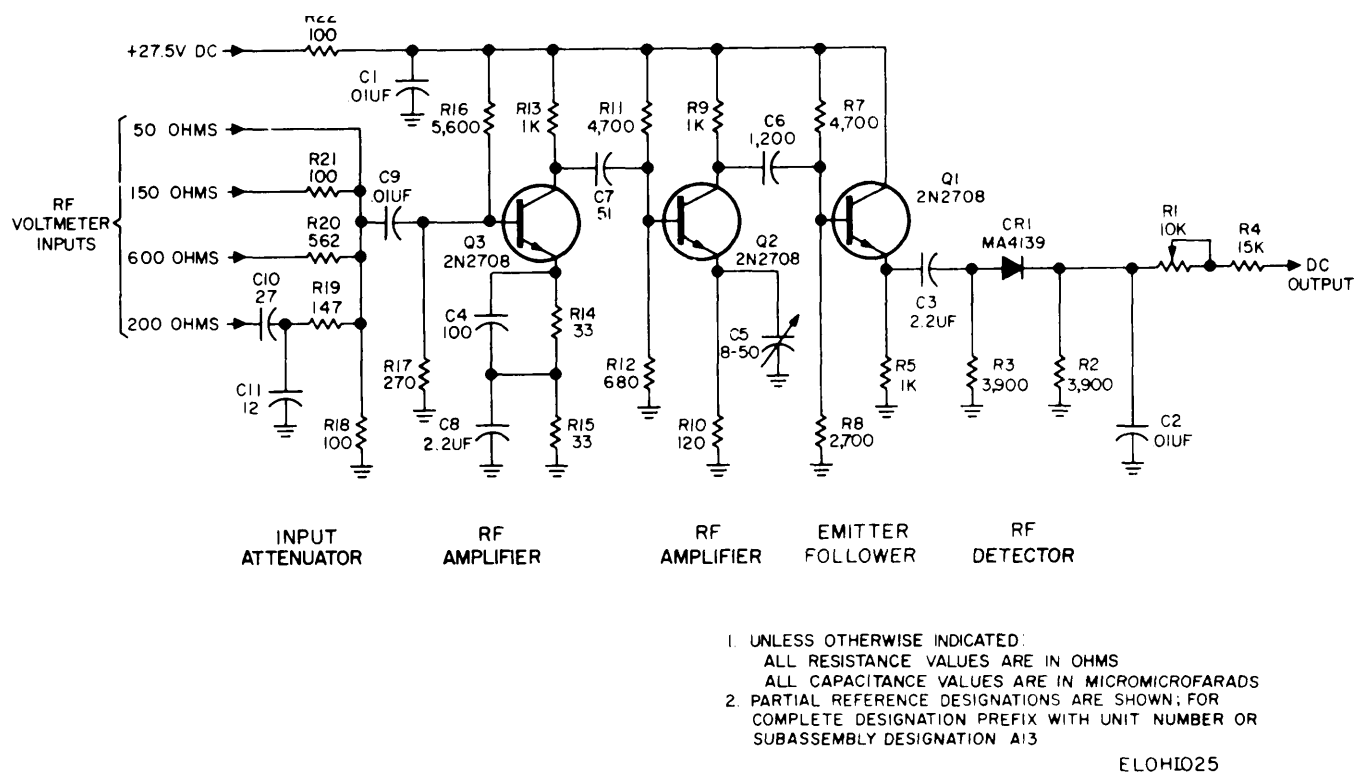 R22
100
+27.5V DC
C1
.01UF
R16
5,600
R13
1K
R11
4,700
R9
1K
C6
1,200
R7
4,700
RF
VOLTMETER
INPUTS
50 OHMS
150 OHMS
600 OHMS
200 OHMS
R21
100
R20
562
C10
27
R19
147
C11
12
R18
100
C9
.01UF
R17
270
Q3
2N2708
C4
100
R14
33
C8
2.2UF
R15
33
C7
51
R12
680
Q2
2N2708
C5
8-50
R10
120
R8
2,700
Q1
2N2708
R5
1K
C3
2.2UF
CR1
MA4139
R3
3,900
R2
3,900
C2
.01UF
R1
10K
R4
15K
DC
OUTPUT
INPUT
ATTENUATOR
RF
AMPLIFIER
RF
AMPLIFIER
EMITTER
FOLLOWER
RF
DETECTOR
1. UNLESS OTHERWISE INDICATED:
ALL RESISTANCE VALUES ARE IN OHMS
ALL CAPACITANCE VALUES ARE IN MICROMICROFARADS
2. PARTIAL REFERENCE DESIGNATIONS ARE SHOWN; FOR
COMPLETE DESIGNATION PREFIX WITH UNIT NUMBER OR
SUBASSEMBLY DESIGNATION A13
ELOHI025